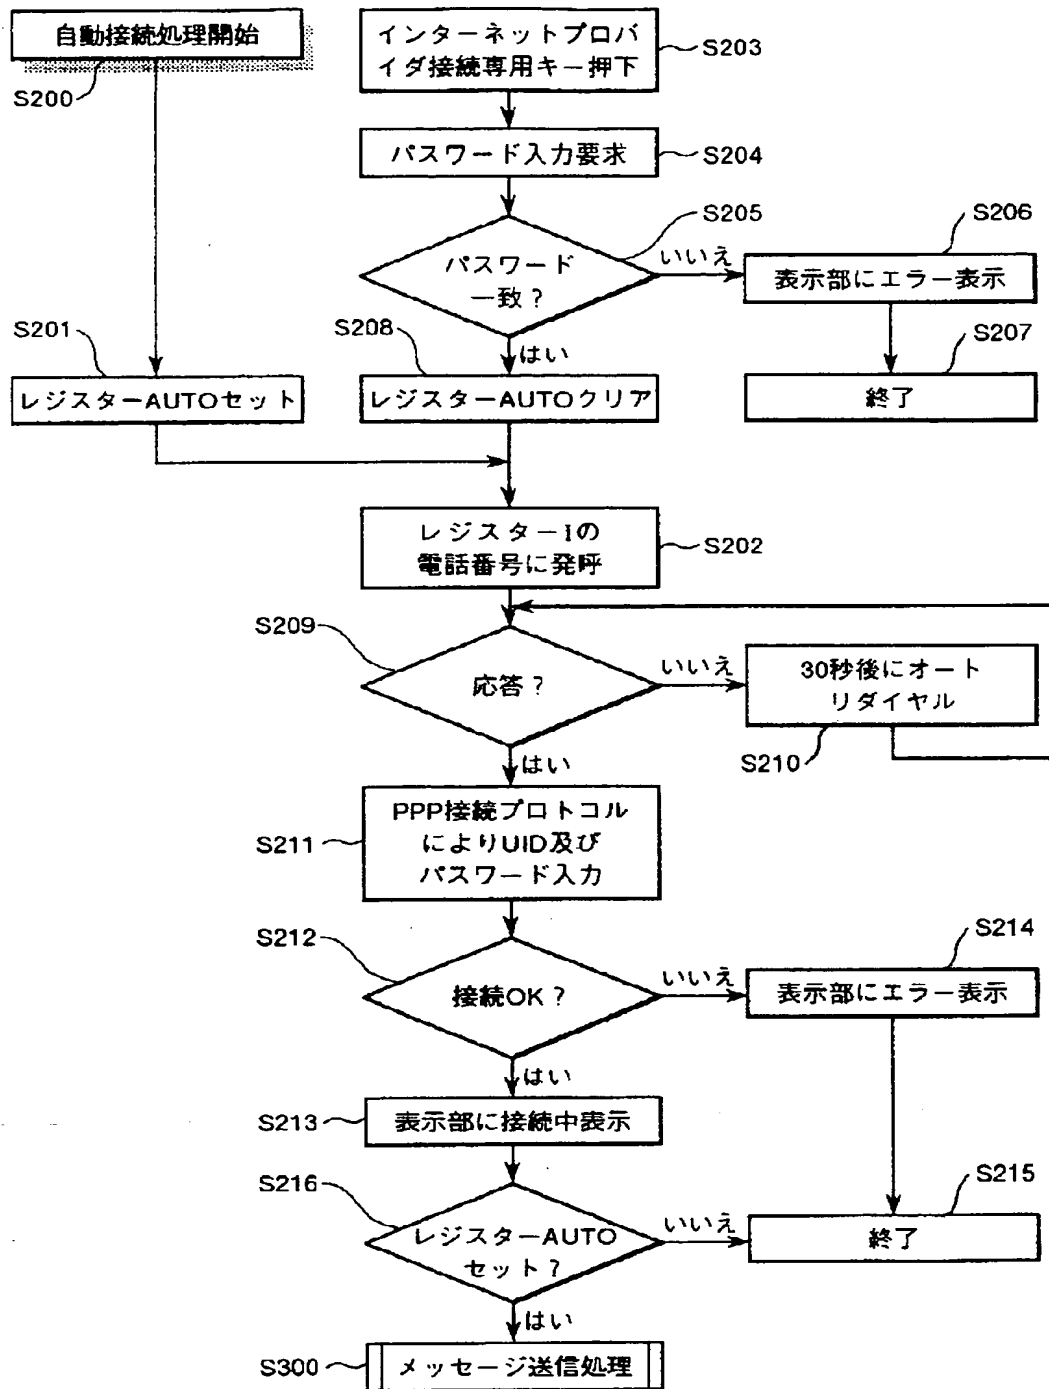 自動接続処理開始
S200
インターネットプロバ
イダ接続専用キー押下
S203
パスワード入力要求
S204
パスワード
一致？
S205
いいえ
S206
表示部にエラー表示
S207
終了
S201
レジスターAUTOセット
S208
はい
レジスターAUTOクリア
レジスターIの
電話番号に発呼
S202
S209
応答？
いいえ
30秒後にオート
リダイヤル
S210
はい
S211
PPP接続プロトコル
によりUID及び
パスワード入力
S212
接続OK？
いいえ
S214
表示部にエラー表示
はい
S213
表示部に接続中表示
S216
レジスターAUTO
セット？
いいえ
S215
終了
はい
S300
メッセージ送信処理